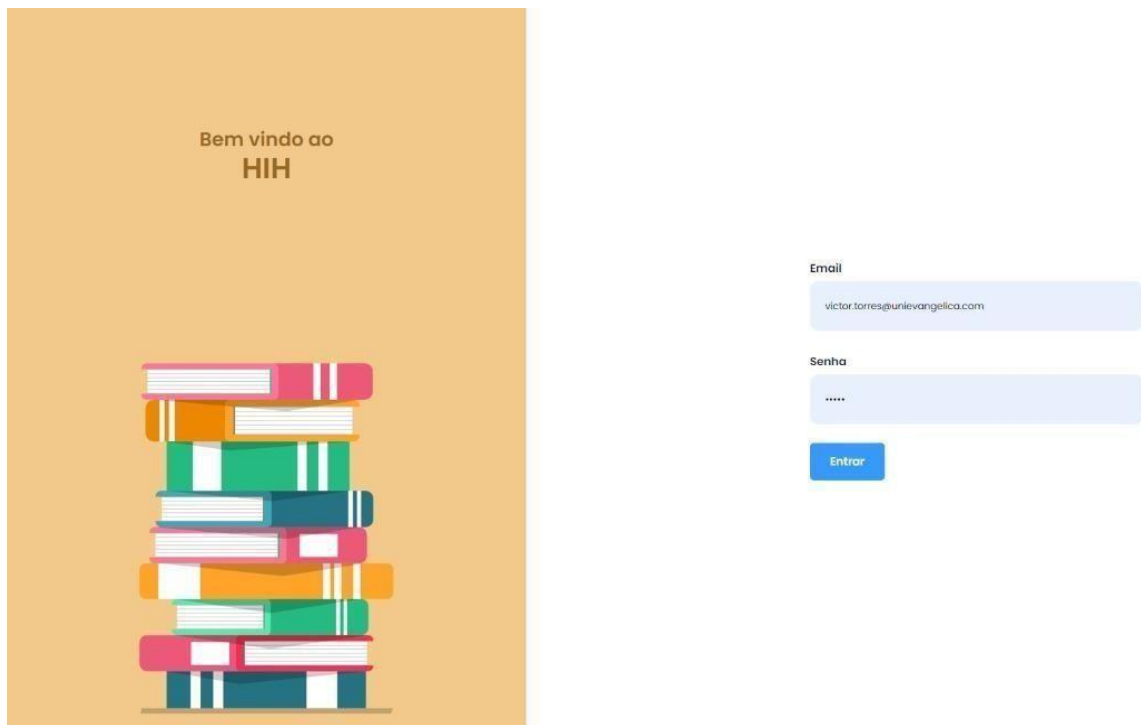 Bem vindo ao
HIH
Email
victor.torres@unievangelica.com
Senha
•••••
Entrar